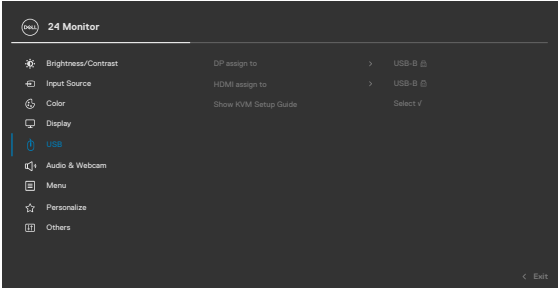 DELL 24 Monitor
Brightness/Contrast DP assign to > USB-B
Input Source HDMI assign to > USB-B
Color Show KVM Setup Guide Select √
Display
USB
Audio & Webcam
Menu
Personalize
Others
< Exit